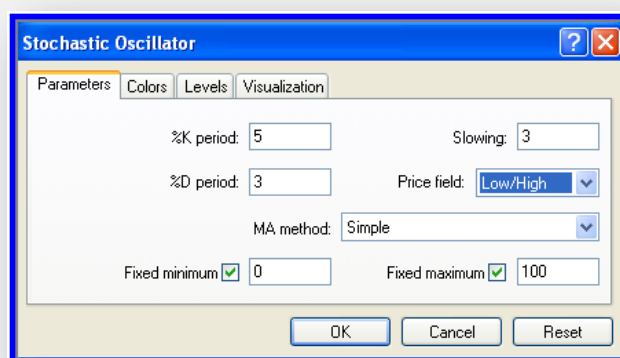 Stochastic Oscillator
Parameters Colors Levels Visualization
%K period: 5 Slowing: 3
%D period: 3 Price field: Low/High
MA method: Simple
Fixed minimum 0 Fixed maximum 100
OK Cancel Reset